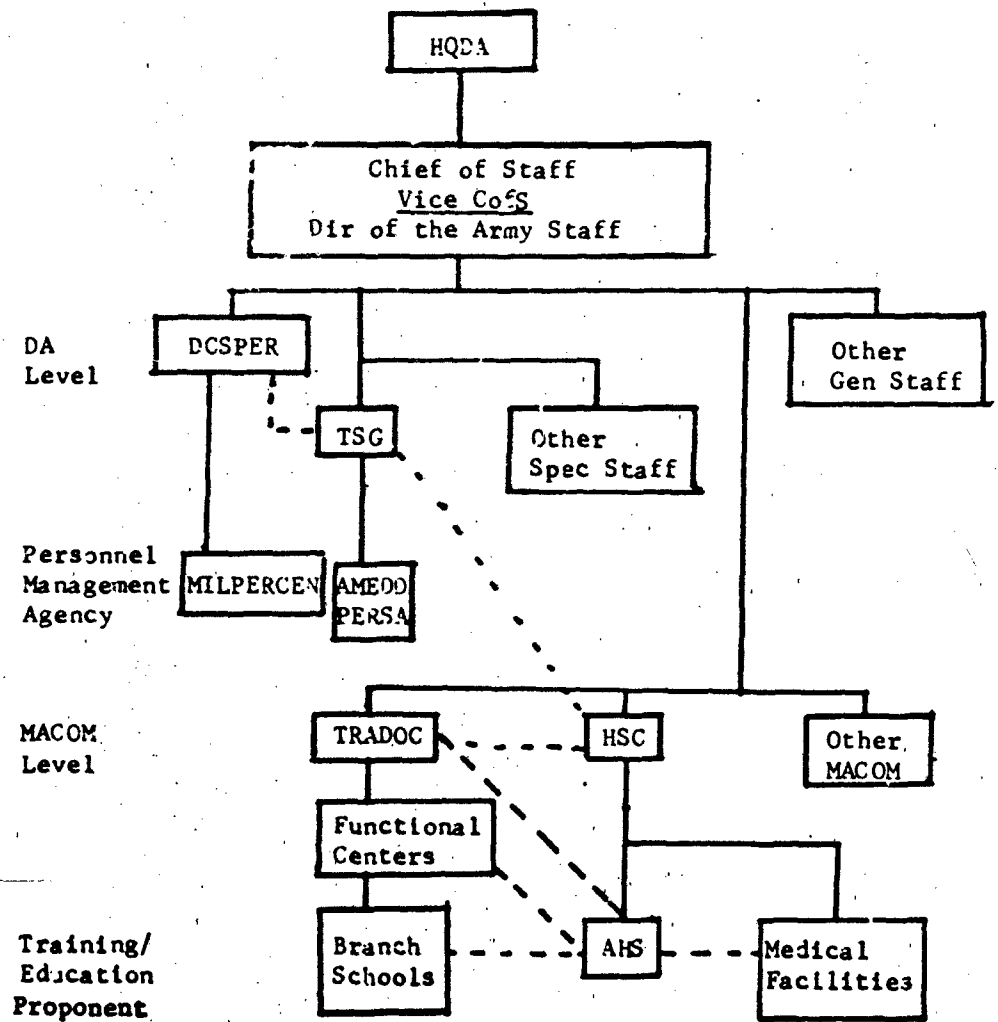 HQDA
Chief of Staff
Vice CofS
Dir of the Army Staff
DA
Level
DCSPER
Other
Gen Staff
TSG
Other
Spec Staff
Personnel
Management
Agency
MILPERCEN
AMEDD
PERSA
MACOM
Level
TRADOC
HSC
Other
MACOM
Functional
Centers
Training/
Education
Proponent
Branch
Schools
AHS
Medical
Facilities